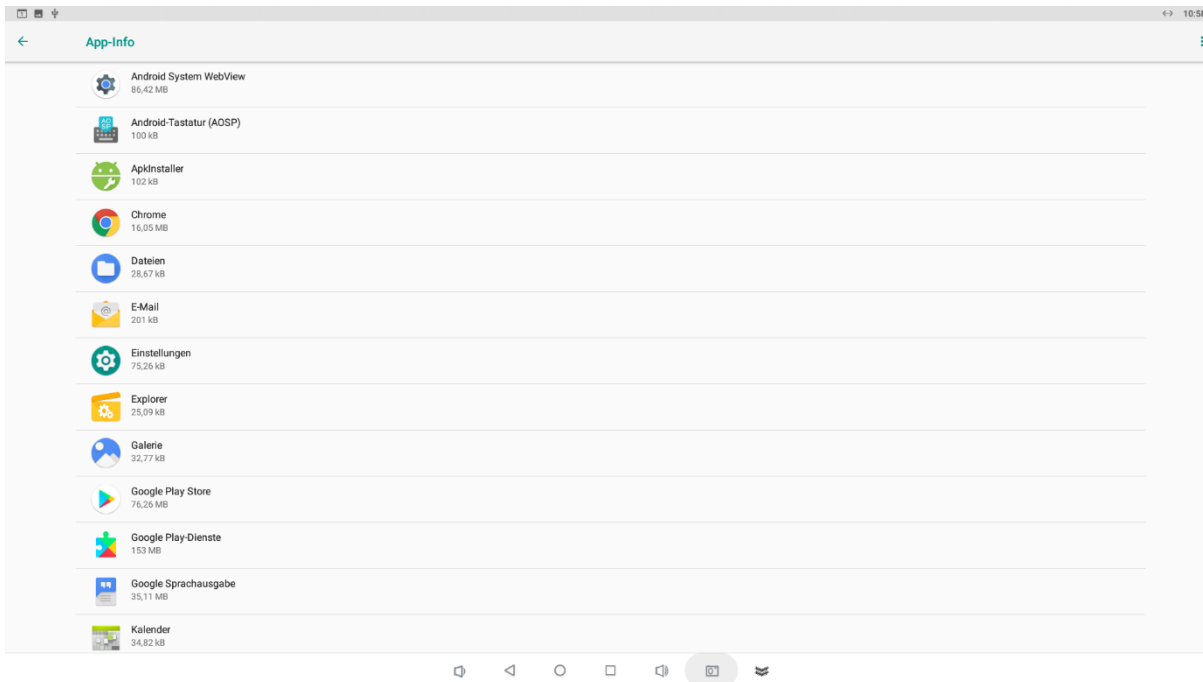 10:58
App-Info
Android System WebView
86,42 MB
Android-Tastatur (AOSP)
100 kB
ApkInstaller
102 kB
Chrome
16,05 MB
Dateien
28,67 kB
E-Mail
201 kB
Einstellungen
75,26 kB
Explorer
25,09 kB
Galerie
32,77 kB
Google Play Store
76,26 MB
Google Play-Dienste
153 MB
Google Sprachausgabe
35,11 MB
Kalender
34,82 kB